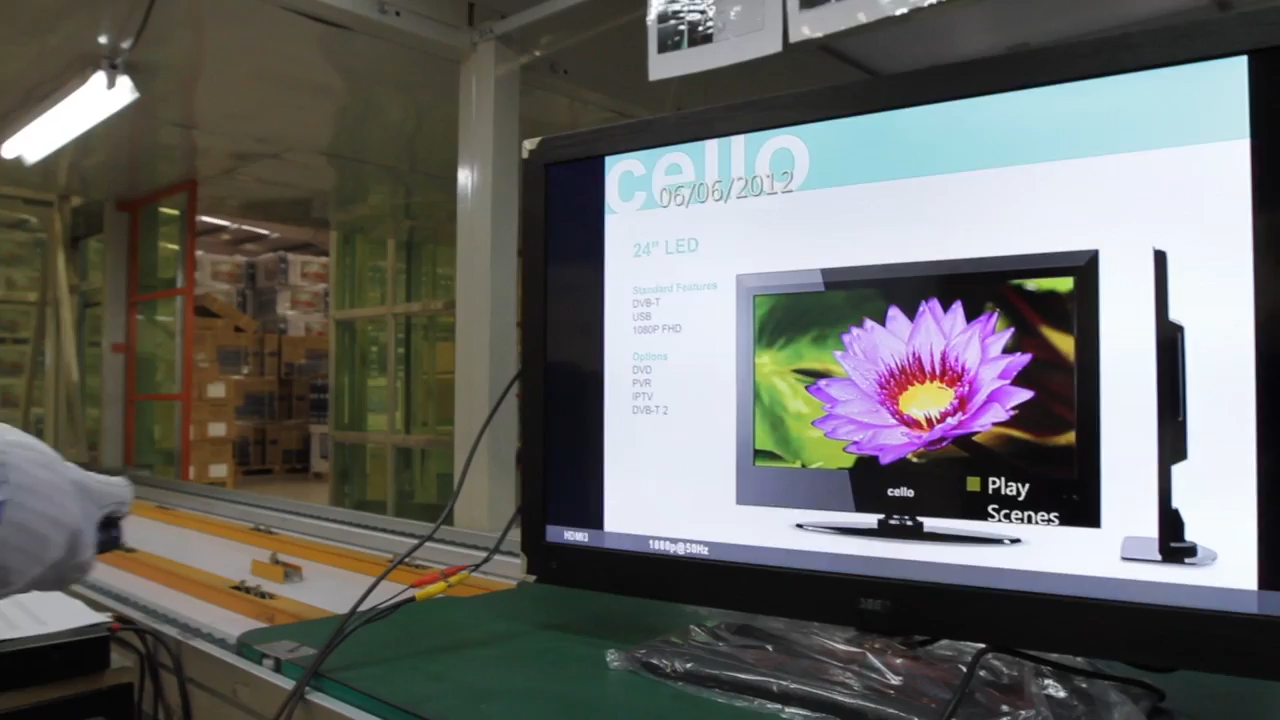 cello
06/06/2012
24" LED
Standard Features
DVB-T
USB
1080P FHD
Options
DVD
PVR
IPTV
DVB-T 2
cello
Play
Scenes
HDMI3
1080p@50Hz